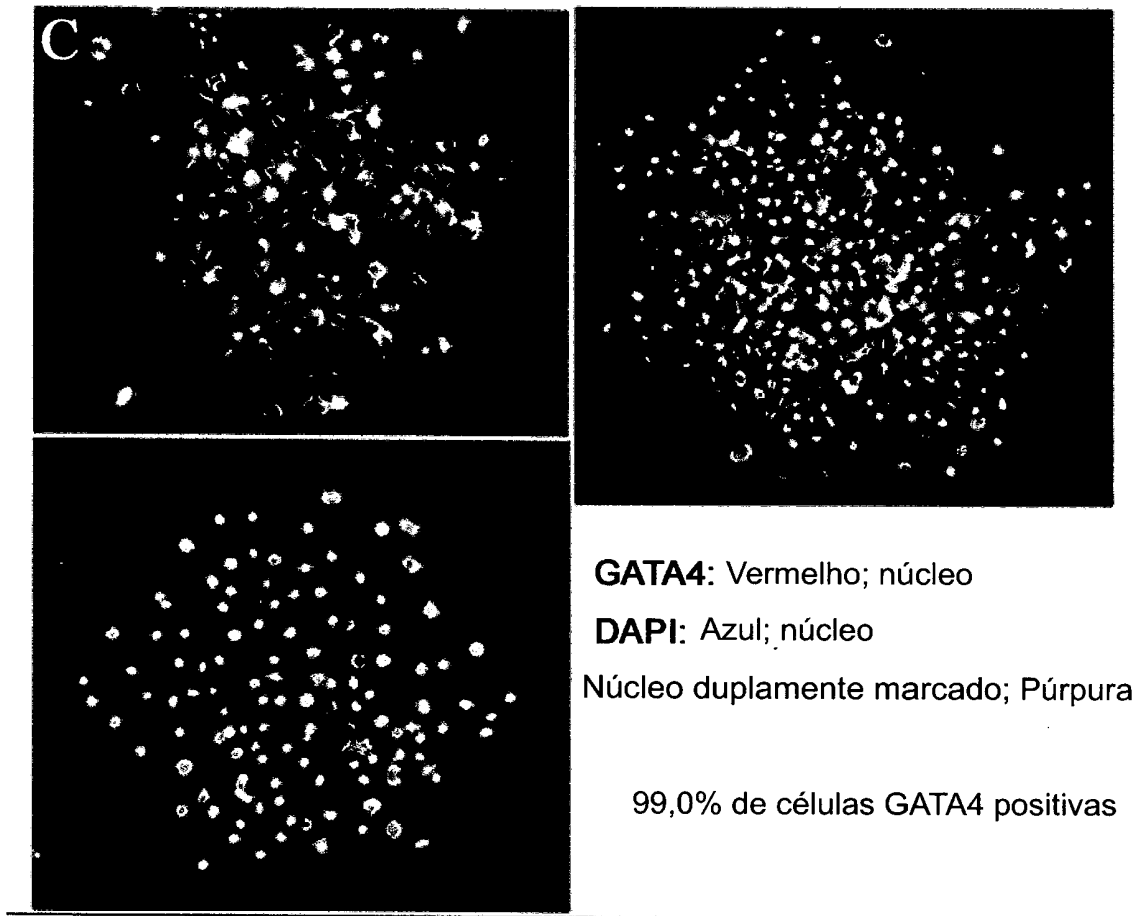 C
GATA4: Vermelho; núcleo
DAPI: Azul; núcleo
Núcleo duplamente marcado; Púrpura
99,0% de células GATA4 positivas